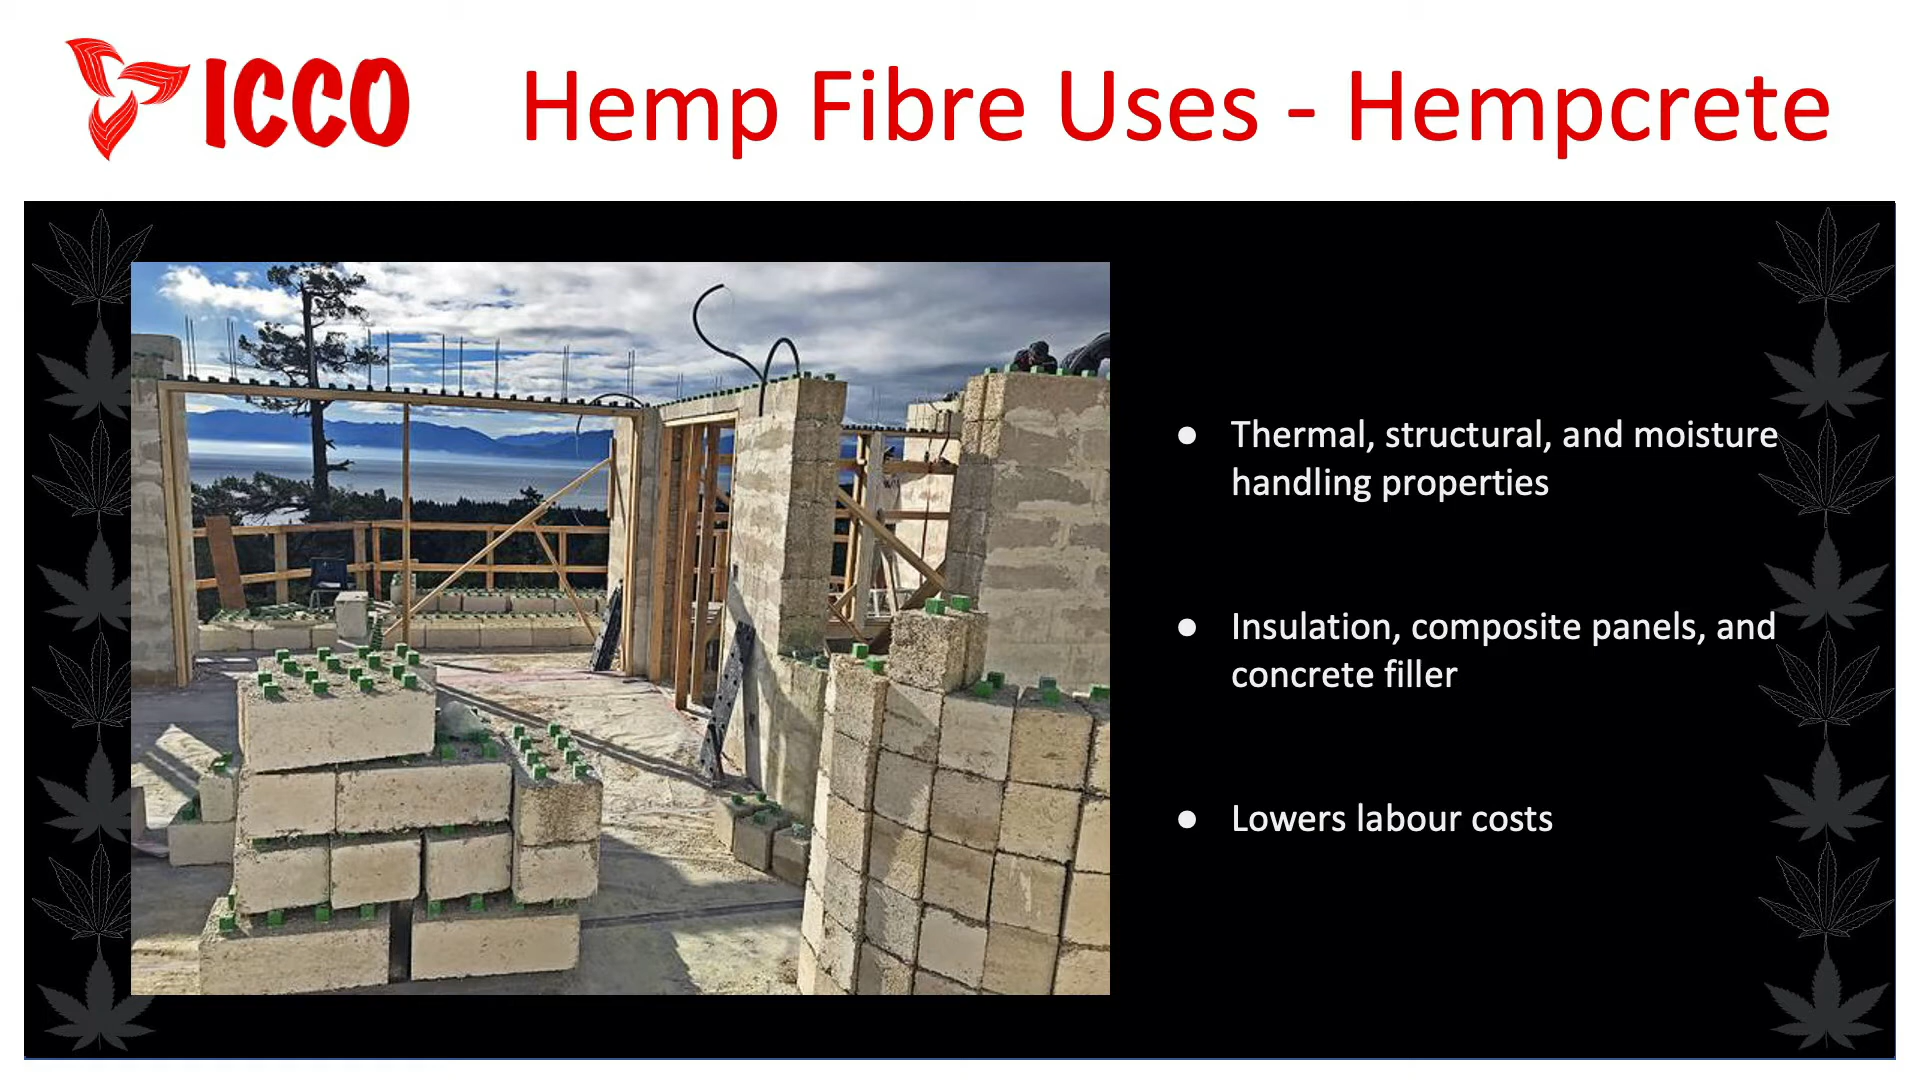 ICCO
Hemp Fibre Uses - Hempcrete
● Thermal, structural, and moisture
handling properties
● Insulation, composite panels, and
concrete filler
● Lowers labour costs